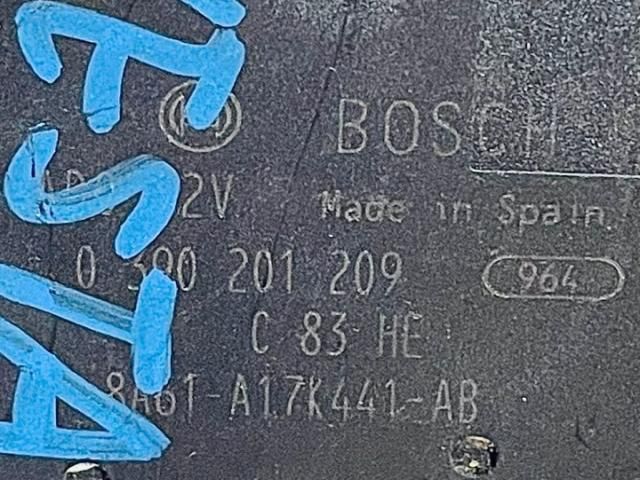 BOSCH
12V Made in Spain
0 390 201 209 964
C 83 HE
8A61-A17K441-AB